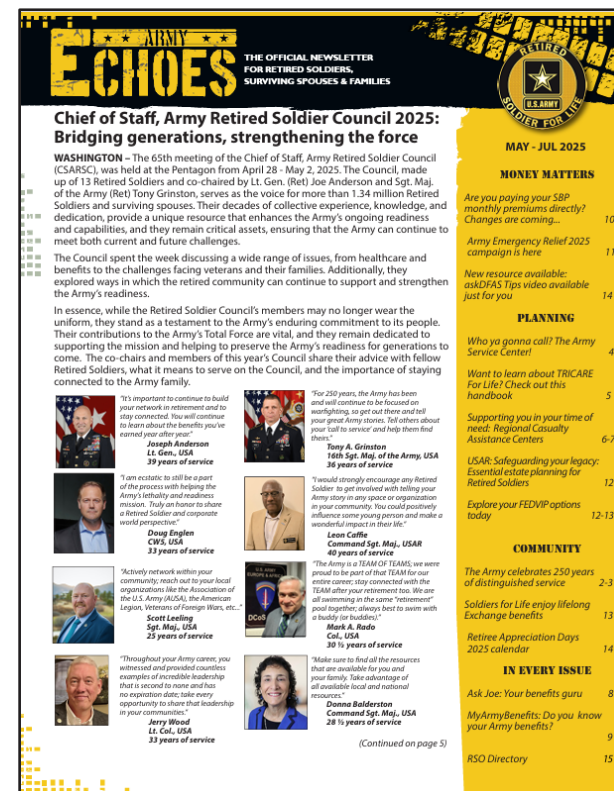 ARMY
ECHOES
THE OFFICIAL NEWSLETTER
FOR RETIRED SOLDIERS,
SURVIVING SPOUSES & FAMILIES
RETIRED
U.S.ARMY
SOLDIER FOR LIFE
Chief of Staff, Army Retired Soldier Council 2025:
Bridging generations, strengthening the force
WASHINGTON – The 65th meeting of the Chief of Staff, Army Retired Soldier Council
(CSARSC), was held at the Pentagon from April 28 - May 2, 2025. The Council, made
up of 13 Retired Soldiers and co-chaired by Lt. Gen. (Ret) Joe Anderson and Sgt. Maj.
of the Army (Ret) Tony Grinston, serves as the voice for more than 1.34 million Retired
Soldiers and surviving spouses. Their decades of collective experience, knowledge, and
dedication, provide a unique resource that enhances the Army's ongoing readiness
and capabilities, and they remain critical assets, ensuring that the Army can continue to
meet both current and future challenges.
The Council spent the week discussing a wide range of issues, from healthcare and
benefits to the challenges facing veterans and their families. Additionally, they
explored ways in which the retired community can support and strengthen
the Army's readiness.
In essence, while the Retired Soldier Council's members may no longer wear the
uniform, they stand as a testament to the Army's enduring commitment to its people.
Their contributions to the Army's Total Force are vital, and they remain dedicated to
supporting the mission and helping to preserve the Army's readiness for generations to
come. The co-chairs and members of this year's Council share their advice with fellow
Retired Soldiers, what it means to serve on the Council, and the importance of staying
connected to the Army family.
"It's important to continue to build
your network in retirement and to
stay connected. You will continue
to learn about the benefits you've
earned year after year."
Joseph Anderson
Lt. Gen., USA
39 years of service
"For 250 years, the Army has been
and will continue to be focused on
warfighting, so get out there and tell
your great Army stories. Tell others about
your 'call to service' and help them find
theirs."
Tony A. Grinston
16th Sgt. Maj. of the Army, USA
36 years of service
"I am ecstatic to still be a part
of the process with helping the
Army's lethality and readiness
mission. Truly an honor to share
a Retired Soldier and corporate
world perspective."
Doug Englen
CW5, USA
33 years of service
"I would strongly encourage any Retired
Soldier to get involved with telling your
Army story in any space or organization
in your community. You could positively
influence some young person and make a
wonderful impact in their life."
Leon Caffie
Command Sgt. Maj., USAR
40 years of service
"Actively network within your
community; reach out to your local
organizations like the Association of
the U.S. Army (AUSA), the American
Legion, Veterans of Foreign Wars, etc..."
Scott Leeling
Sgt. Maj., USA
25 years of service
U.S. ARMY
EUROPE & AFRICA
DCoS
"The Army is a TEAM OF TEAMS; we were
proud to be part of that TEAM for our
entire career; stay connected with the
TEAM after retirement too. We are
all swimming in the same "retirement"
pool together; always best to swim with
a buddy (or buddies)."
Mark A. Rado
Col., USA
30 ½ years of service
"Throughout your Army career, you
witnessed and provided countless
examples of incredible leadership
that is second to none and has
no expiration date; take every
opportunity to share that leadership
in your communities."
Jerry Wood
Lt. Col., USA
33 years of service
"Make sure to find all the resources
that are available for you and
your family. Take advantage of
all available local and national
resources."
Donna Balderston
Command Sgt. Maj., USA
28 ½ years of service
(Continued on page 5)
MAY - JUL 2025
MONEY MATTERS
Are you paying your SBP
monthly premiums directly?
Changes are coming... 10
Army Emergency Relief 2025
campaign is here 11
New resource available:
askDFAS Tips video available
just for you 14
PLANNING
Who ya gonna call? The Army
Service Center! 4
Want to learn about TRICARE
For Life? Check out this
handbook 5
Supporting you in your time of
need: Regional Casualty
Assistance Centers 6-7
USAR: Safeguarding your legacy:
Essential estate planning for
Retired Soldiers 12
Explore your FEDVIP options
today 12-13
COMMUNITY
The Army celebrates 250 years
of distinguished service 2-3
Soldiers for Life enjoy lifelong
Exchange benefits 13
Retiree Appreciation Days
2025 calendar 14
IN EVERY ISSUE
Ask Joe: Your benefits guru 8
MyArmyBenefits: Do you know
your Army benefits?
9
RSO Directory 15